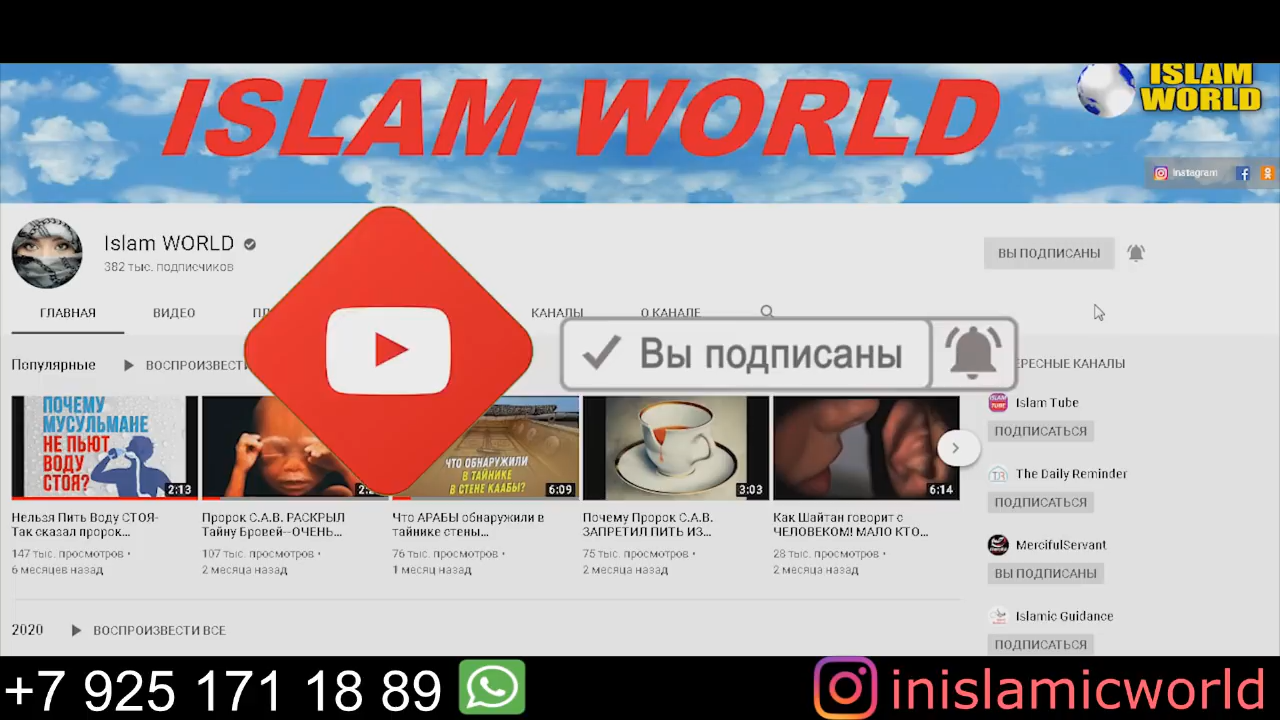 ISLAM WORLD
ISLAM
WORLD
Instagram
Islam WORLD
382 тыс. подписчиков
ВЫ ПОДПИСАНЫ
ГЛАВНАЯ ВИДЕО КАНАЛЫ О КАНАЛЕ
Вы подписаны
Популярные
ПОЧЕМУ
МУСУЛЬМАНЕ
НЕ ПЬЮТ
ВОДУ
СТОЯ?
2:13
ЧТО ОБНАРУЖИЛИ
В ТАЙНИКЕ
В СТЕНЕ КААБЫ?
6:09
3:03
6:14
Нельзя Пить Воду СТОЯ-
Так сказал пророк...
147 тыс. просмотров •
6 месяцев назад
Пророк С.А.В. РАСКРЫЛ
Тайну Бровей--ОЧЕНЬ...
107 тыс. просмотров •
2 месяца назад
Что АРАБЫ обнаружили в
тайнике стены...
76 тыс. просмотров •
1 месяц назад
Почему Пророк С.А.В.
ЗАПРЕТИЛ ПИТЬ ИЗ...
75 тыс. просмотров •
2 месяца назад
Как Шайтан говорит с
ЧЕЛОВЕКОМ! МАЛО КТО...
28 тыс. просмотров •
2 месяца назад
2020 ВОСПРОИЗВЕСТИ ВСЕ
КАНАЛЫ
Islam Tube
ПОДПИСАТЬСЯ
The Daily Reminder
ПОДПИСАТЬСЯ
MercifulServant
ВЫ ПОДПИСАНЫ
Islamic Guidance
ПОДПИСАТЬСЯ
+7 925 171 18 89
inislamicworld